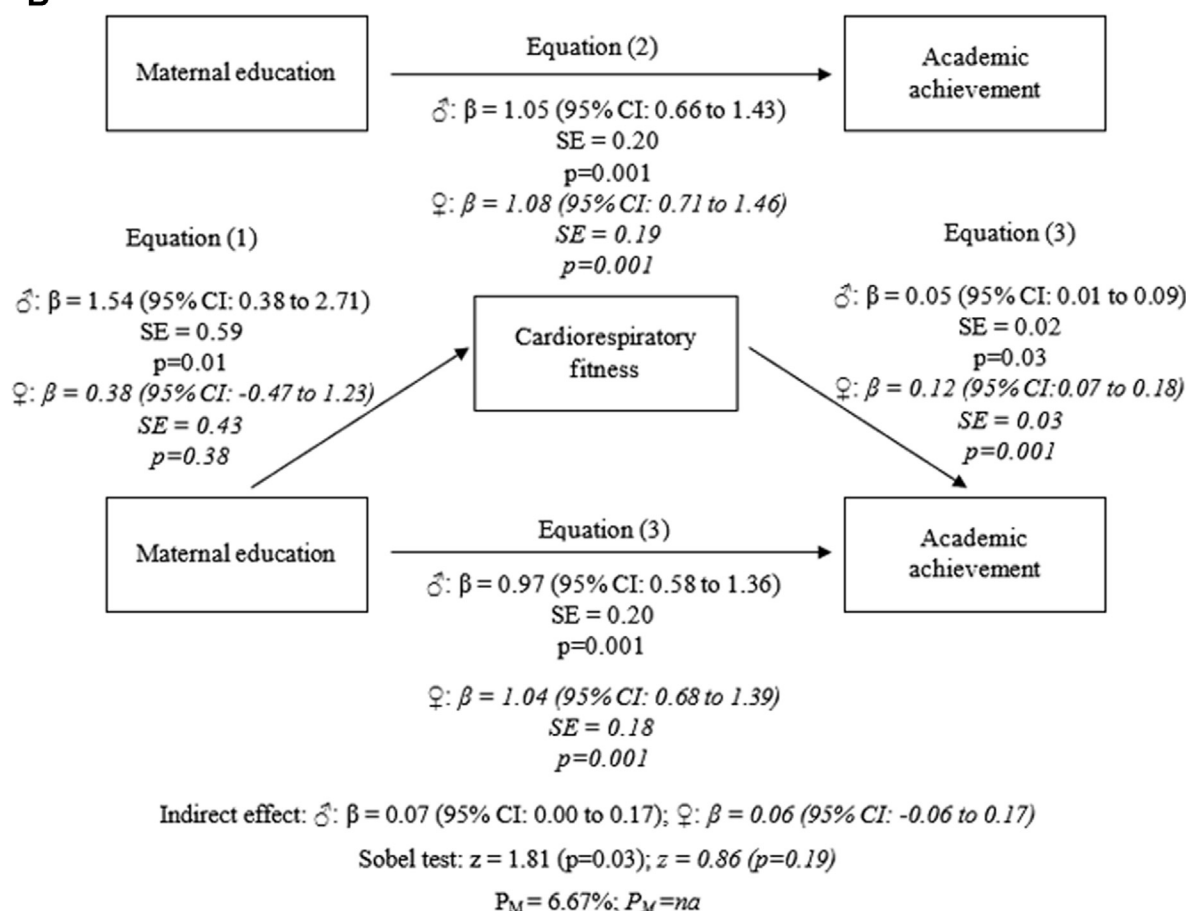 B
Maternal education
Equation (2)
Academic
achievement
♂: β = 1.05 (95% CI: 0.66 to 1.43)
SE = 0.20
p=0.001
♀: β = 1.08 (95% CI: 0.71 to 1.46)
SE = 0.19
p=0.001
Equation (1)
♂: β = 1.54 (95% CI: 0.38 to 2.71)
SE = 0.59
p=0.01
♀: β = 0.38 (95% CI: -0.47 to 1.23)
SE = 0.43
p=0.38
Cardiorespiratory
fitness
Equation (3)
♂: β = 0.05 (95% CI: 0.01 to 0.09)
SE = 0.02
p=0.03
♀: β = 0.12 (95% CI:0.07 to 0.18)
SE = 0.03
p=0.001
Maternal education
Equation (3)
Academic
achievement
♂: β = 0.97 (95% CI: 0.58 to 1.36)
SE = 0.20
p=0.001
♀: β = 1.04 (95% CI: 0.68 to 1.39)
SE = 0.18
p=0.001
Indirect effect: ♂: β = 0.07 (95% CI: 0.00 to 0.17); ♀: β = 0.06 (95% CI: -0.06 to 0.17)
Sobel test: z = 1.81 (p=0.03); z = 0.86 (p=0.19)
PM = 6.67%; PM =na